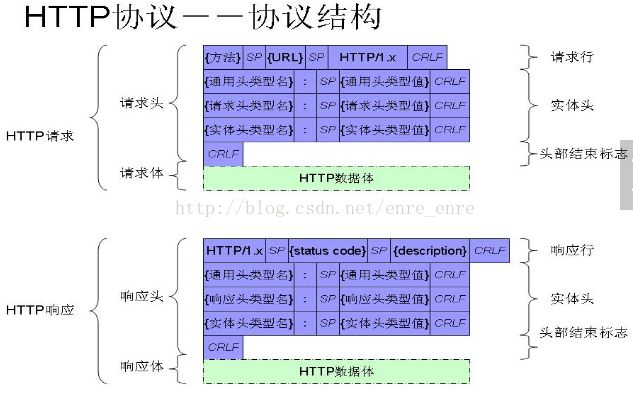 HTTP协议－－协议结构
{方法} SP {URL} SP HTTP/1.x CRLF
请求行
{通用头类型名} : SP {通用头类型值} CRLF
请求头
{请求头类型名} : SP {请求头类型值} CRLF
实体头
HTTP请求
{实体头类型名} : SP {实体头类型值} CRLF
CRLF
头部结束标志
请求体
HTTP数据体
http://blog.csdn.net/enre_enre
HTTP/1.x SP {status code} SP {description} CRLF
响应行
{通用头类型名} : SP {通用头类型值} CRLF
响应头
{响应头类型名} : SP {响应头类型值} CRLF
实体头
HTTP响应
{实体头类型名} : SP {实体头类型值} CRLF
头部结束标志
CRLF
响应体
HTTP数据体